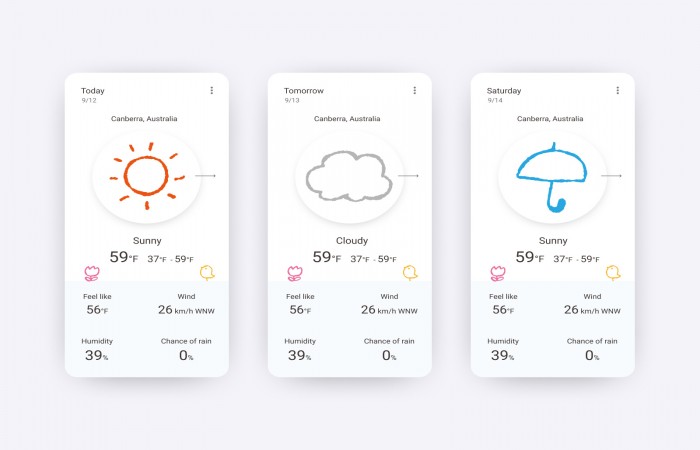 Today
9/12
Canberra, Australia
Sunny
59°F 37°F - 59°F
Feel like
56°F
Wind
26 km/h WNW
Humidity
39%
Chance of rain
0%
Tomorrow
9/13
Canberra, Australia
Cloudy
59°F 37°F - 59°F
Feel like
56°F
Wind
26 km/h WNW
Humidity
39%
Chance of rain
0%
Saturday
9/14
Canberra, Australia
Sunny
59°F 37°F - 59°F
Feel like
56°F
Wind
26 km/h WNW
Humidity
39%
Chance of rain
0%